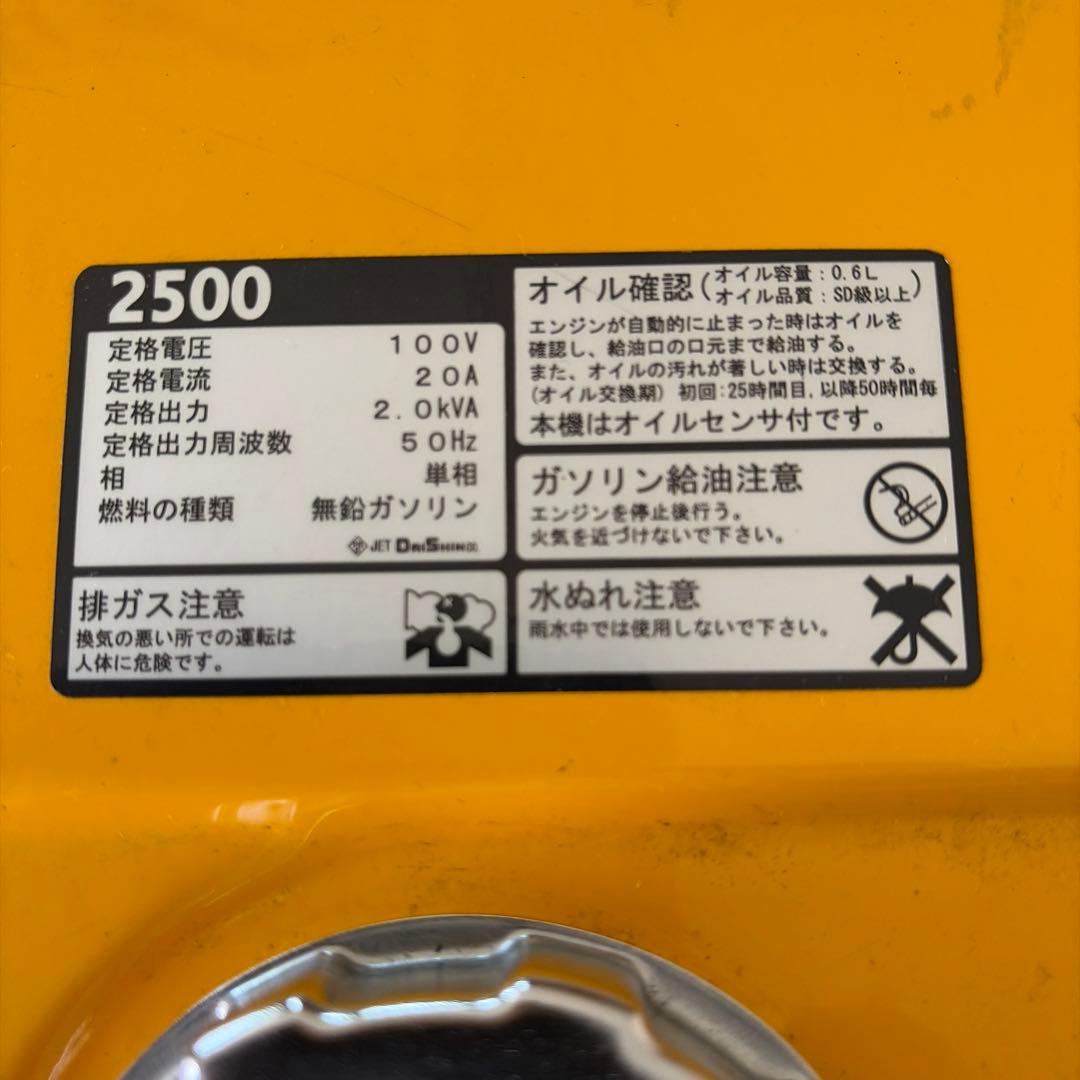 2500
定格電圧 100V
定格電流 20A
定格出力 2.0kVA
定格出力周波数 50Hz
相 単相
燃料の種類 無鉛ガソリン
JET DAISHIN
オイル確認(オイル容量:0.6L
オイル品質:SD級以上)
エンジンが自動的に止まった時はオイルを
確認し、給油口の口元まで給油する。
また、オイルの汚れが著しい時は交換する。
(オイル交換期) 初回:25時間目,以降50時間毎
本機はオイルセンサ付です。
ガソリン給油注意
エンジンを停止後行う。
火気を近づけないで下さい。
排ガス注意
換気の悪い所での運転は
人体に危険です。
水ぬれ注意
雨水中では使用しないで下さい。